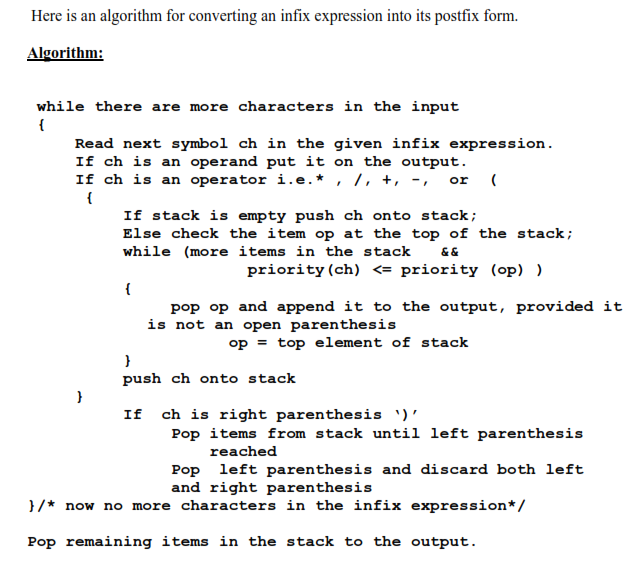 Here is an algorithm for converting an infix expression into its postfix form.
Algorithm:
while there are more characters in the input
{
Read next symbol ch in the given infix expression.
If ch is an operand put it on the output.
If ch is an operator i.e.* , /, +, -, or (
{
If stack is empty push ch onto stack;
Else check the item op at the top of the stack;
while (more items in the stack &&
priority(ch) <= priority (op) )
{
pop op and append it to the output, provided it
is not an open parenthesis
op = top element of stack
}
push ch onto stack
}
If ch is right parenthesis ‘)’
Pop items from stack until left parenthesis
reached
Pop left parenthesis and discard both left
and right parenthesis
}/* now no more characters in the infix expression*/
Pop remaining items in the stack to the output.